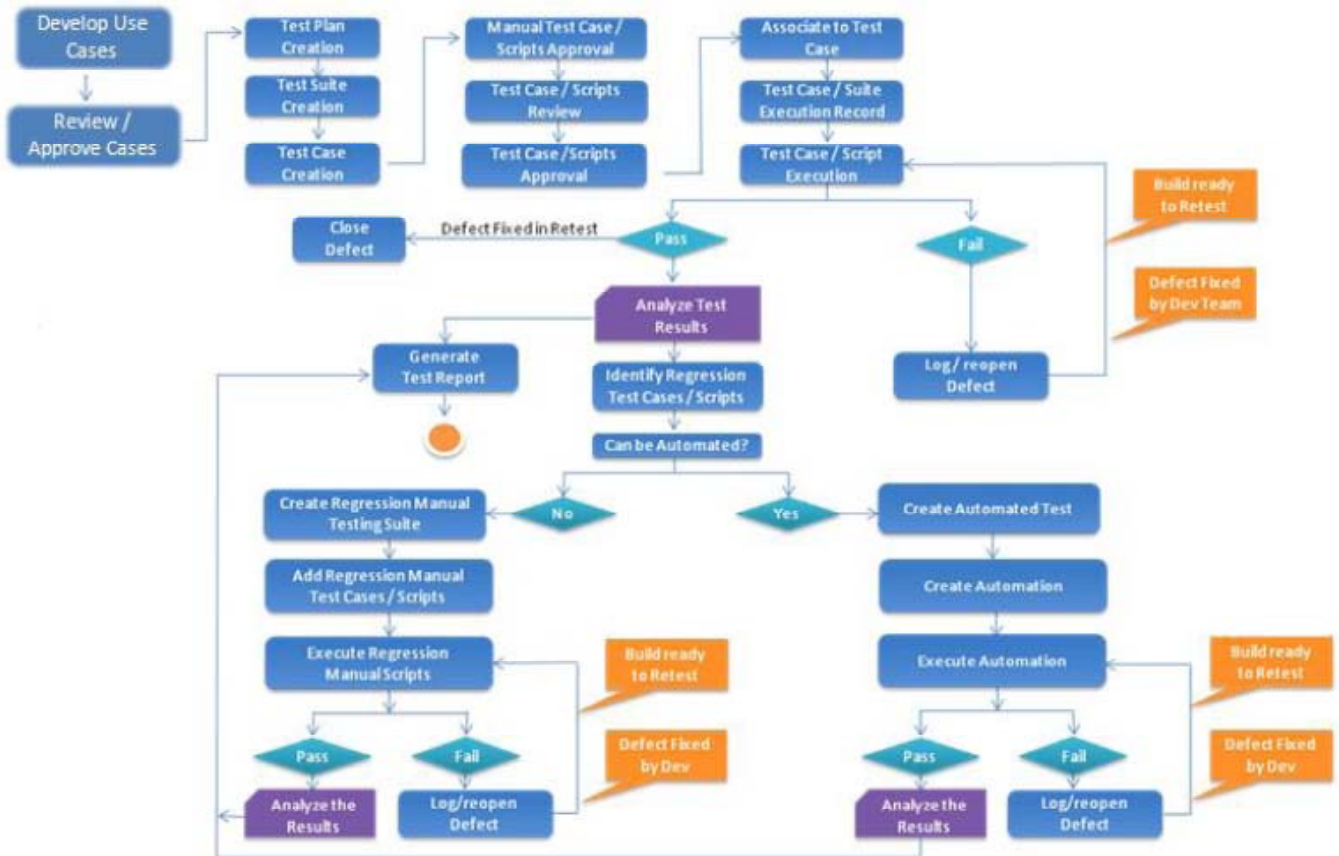 Develop Use
Cases
Review /
Approve Cases
Test Plan
Creation
Test Suite
Creation
Test Case
Creation
Manual Test Case /
Scripts Approval
Test Case / Scripts
Review
Test Case /Scripts
Approval
Associate to Test
Case
Test Case / Suite
Execution Record
Test Case / Script
Execution
Build ready
to Retest
Defect Fixed
by Dev Team
Close
Defect
Defect Fixed in Retest
Pass
Fail
Analyze Test
Results
Generate
Test Report
Identify Regression
Test Cases / Scripts
Log/ reopen
Defect
Can be Automated?
No
Yes
Create Regression Manual
Testing Suite
Add Regression Manual
Test Cases / Scripts
Execute Regression
Manual Scripts
Build ready
to Retest
Defect Fixed
by Dev
Pass
Fail
Analyze the
Results
Log/reopen
Defect
Create Automated Test
Create Automation
Execute Automation
Build ready
to Retest
Defect Fixed
by Dev
Pass
Fail
Analyze the
Results
Log/reopen
Defect